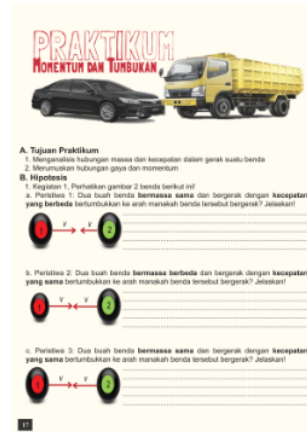 PRAKTIKUM
MOMENTUM DAN TUMBUKAN
A. Tujuan Praktikum
1. Menganalisis hubungan massa dan kecepatan dalam gerak suatu benda
2. Merumuskan hubungan gaya dan momentum
B. Hipotesis
1. Kegiatan 1. Perhatikan gambar 2 benda berikut ini!
a. Peristiwa 1: Dua buah benda bermassa sama dan bergerak dengan kecepatan
yang berbeda bertumbukan ke arah manakah benda tersebut bergerak? Jelaskan!
1 v v 2
b. Peristiwa 2: Dua buah benda bermassa berbeda dan bergerak dengan kecepatan
yang sama bertumbukan ke arah manakah benda tersebut bergerak? Jelaskan!
1 v v 2
c. Peristiwa 3: Dua buah benda bermassa sama dan bergerak dengan kecepatan
yang sama bertumbukan ke arah manakah benda tersebut bergerak? Jelaskan!
1 v v 2
17